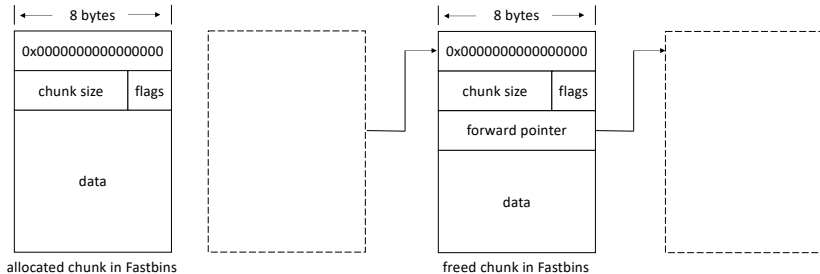 8 bytes
8 bytes
0x0000000000000000
0x0000000000000000
chunk size
flags
chunk size
flags
forward pointer
data
data
allocated chunk in Fastbins
freed chunk in Fastbins